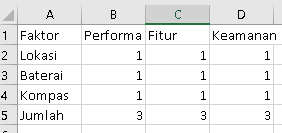 A B C D
1 Faktor Performa Fitur Keamanan
2 Lokasi 1 1 1
3 Baterai 1 1 1
4 Kompas 1 1 1
5 Jumlah 3 3 3